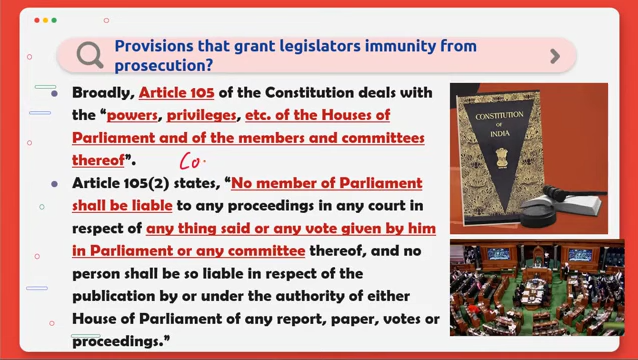 Provisions that grant legislators immunity from
prosecution?
Broadly, Article 105 of the Constitution deals with
the “powers, privileges, etc. of the Houses of
Parliament and of the members and committees
thereof”.
Co.
Article 105(2) states, “No member of Parliament
shall be liable to any proceedings in any court in
respect of any thing said or any vote given by him
in Parliament or any committee thereof, and no
person shall be so liable in respect of the
publication by or under the authority of either
House of Parliament of any report, paper, votes or
proceedings.”
CONSTITUTION
OF
INDIA